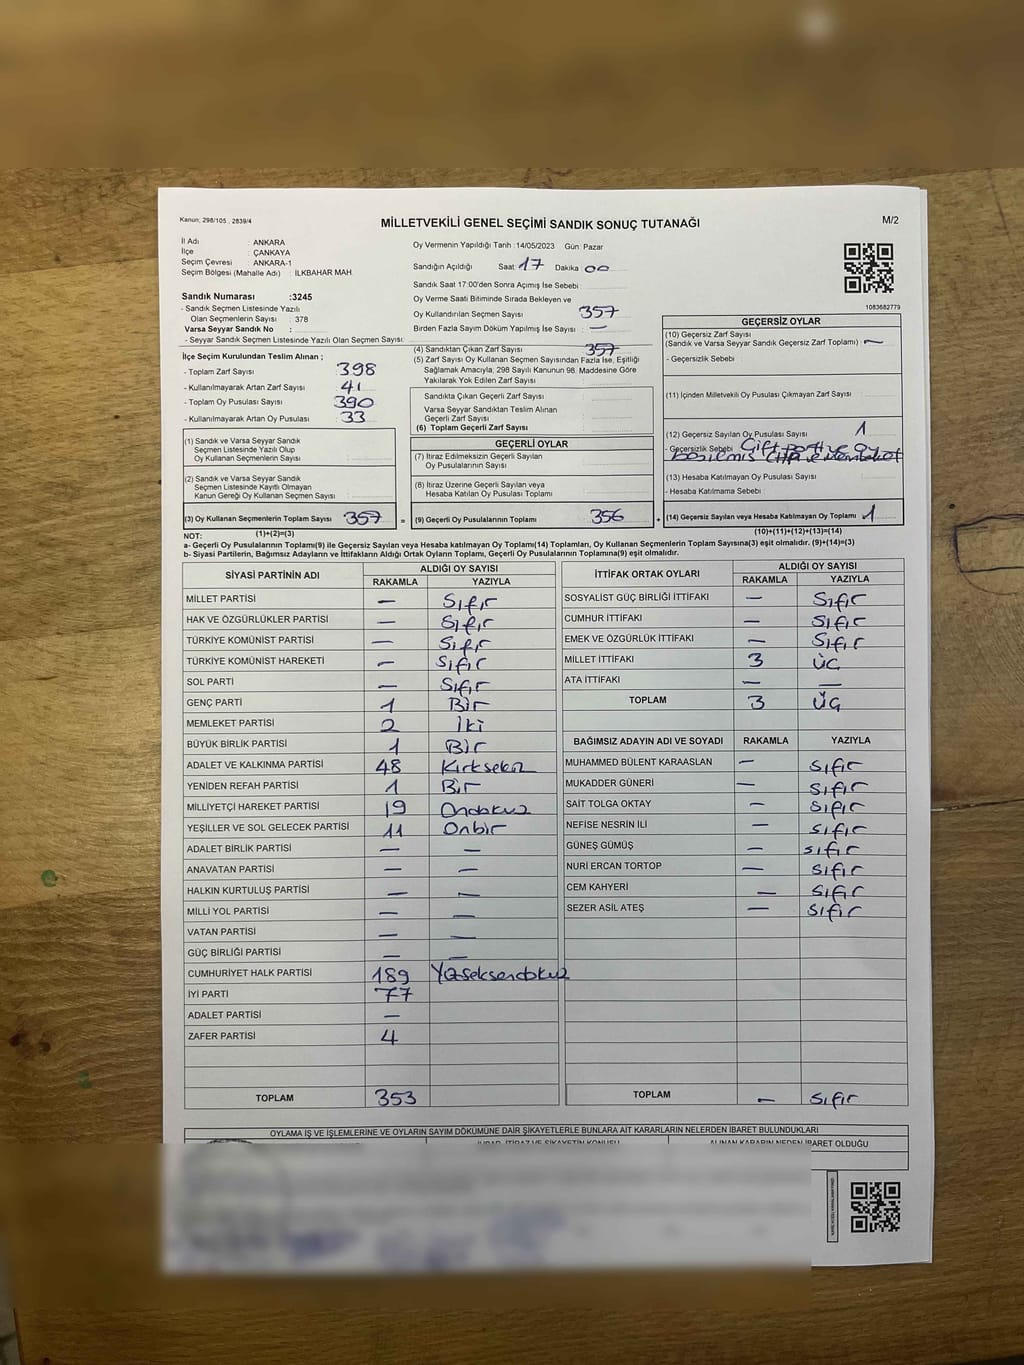 Kanun; 298/105 , 2839/4
MİLLETVEKİLİ GENEL SEÇİMİ SANDIK SONUÇ TUTANAĞI
M/2
İl Adı : ANKARA
İlçe : ÇANKAYA
Seçim Çevresi : ANKARA-1
Seçim Bölgesi (Mahalle Adı) : İLKBAHAR MAH.
Sandık Numarası :3245
- Sandık Seçmen Listesinde Yazılı
Olan Seçmenlerin Sayısı : 378
Varsa Seyyar Sandık No :
- Seyyar Sandık Seçmen Listesinde Yazılı Olan Seçmen Sayısı:
Oy Vermenin Yapıldığı Tarih :14/05/2023 Gün: Pazar
Sandığın Açıldığı Saat: 17 Dakika 00
Sandık Saat 17:00'den Sonra Açımış İse Sebebi :
Oy Verme Saati Bitiminde Sırada Bekleyen ve
Oy Kullandırılan Seçmen Sayısı : 357
Birden Fazla Sayım Döküm Yapılmış İse Sayısı : —
1083682779
İlçe Seçim Kurulundan Teslim Alınan ;
- Toplam Zarf Sayısı : 398
- Kullanılmayarak Artan Zarf Sayısı : 41
- Toplam Oy Pusulası Sayısı : 390
- Kullanılmayarak Artan Oy Pusulası : 33
(1) Sandık ve Varsa Seyyar Sandık
Seçmen Listesinde Yazılı Olup
Oy Kullanan Seçmenlerin Sayısı :
(2) Sandık ve Varsa Seyyar Sandık
Seçmen Listesinde Kayıtlı Olmayan
Kanun Gereği Oy Kullanan Seçmen Sayısı :
(3) Oy Kullanan Seçmenlerin Toplam Sayısı : 357
(1)+(2)=(3)
(4) Sandıktan Çıkan Zarf Sayısı : 357
(5) Zarf Sayısı Oy Kullanan Seçmen Sayısından Fazla İse, Eşitliği
Sağlamak Amacıyla, 298 Sayılı Kanunun 98. Maddesine Göre
Yakılarak Yok Edilen Zarf Sayısı :
Sandıkta Çıkan Geçerli Zarf Sayısı :
Varsa Seyyar Sandıktan Teslim Alınan
Geçerli Zarf Sayısı :
(6) Toplam Geçerli Zarf Sayısı :
GEÇERLİ OYLAR
(7) İtiraz Edilmeksizin Geçerli Sayılan
Oy Pusulalarının Sayısı :
(8) İtiraz Üzerine Geçerli Sayılan veya
Hesaba Katılan Oy Pusulası Toplamı :
= (9) Geçerli Oy Pusulalarının Toplamı : 356
GEÇERSİZ OYLAR
(10) Geçersiz Zarf Sayısı
(Sandık ve Varsa Seyyar Sandık Geçersiz Zarf Toplamı) : —
- Geçersizlik Sebebi :
(11) İçinden Milletvekili Oy Pusulası Çıkmayan Zarf Sayısı :
(12) Geçersiz Sayılan Oy Pusulası Sayısı : 1
- Geçersizlik Sebebi : Çift partiye oy
(13) Hesaba Katılmayan Oy Pusulası Sayısı :
- Hesaba Katılmama Sebebi :
+ (14) Geçersiz Sayılan veya Hesaba Katılmayan Oy Toplamı : 1
(10)+(11)+(12)+(13)=(14)
NOT:
a- Geçerli Oy Pusulalarının Toplamı(9) ile Geçersiz Sayılan veya Hesaba katılmayan Oy Toplamı(14) Toplamları, Oy Kullanan Seçmenlerin Toplam Sayısına(3) eşit olmalıdır. (9)+(14)=(3)
b- Siyasi Partilerin, Bağımsız Adayların ve İttifakların Aldığı Ortak Oyların Toplamı, Geçerli Oy Pusulalarının Toplamına(9) eşit olmalıdır.
SİYASİ PARTİNİN ADI ALDIĞI OY SAYISI
RAKAMLA YAZIYLA
MİLLET PARTİSİ — Sıfır
HAK VE ÖZGÜRLÜKLER PARTİSİ — Sıfır
TÜRKİYE KOMÜNİST PARTİSİ — Sıfır
TÜRKİYE KOMÜNİST HAREKETİ — Sıfır
SOL PARTİ — Sıfır
GENÇ PARTİ 1 Bir
MEMLEKET PARTİSİ 2 İki
BÜYÜK BİRLİK PARTİSİ 1 Bir
ADALET VE KALKINMA PARTİSİ 48 Kırksekiz
YENİDEN REFAH PARTİSİ 1 Bir
MİLLİYETÇİ HAREKET PARTİSİ 19 Ondokuz
YEŞİLLER VE SOL GELECEK PARTİSİ 11 Onbir
ADALET BİRLİK PARTİSİ — —
ANAVATAN PARTİSİ — —
HALKIN KURTULUŞ PARTİSİ — —
MİLLİ YOL PARTİSİ — —
VATAN PARTİSİ — —
GÜÇ BİRLİĞİ PARTİSİ — —
CUMHURİYET HALK PARTİSİ 189 Yüzseksendokuz
İYİ PARTİ 77
ADALET PARTİSİ —
ZAFER PARTİSİ 4
TOPLAM 353
İTTİFAK ORTAK OYLARI ALDIĞI OY SAYISI
RAKAMLA YAZIYLA
SOSYALİST GÜÇ BİRLİĞİ İTTİFAKI — Sıfır
CUMHUR İTTİFAKI — Sıfır
EMEK VE ÖZGÜRLÜK İTTİFAKI — Sıfır
MİLLET İTTİFAKI 3 ÜÇ
ATA İTTİFAKI — —
TOPLAM 3 ÜÇ
BAĞIMSIZ ADAYIN ADI VE SOYADI RAKAMLA YAZIYLA
MUHAMMED BÜLENT KARAASLAN — Sıfır
MUKADDER GÜNERİ — Sıfır
SAİT TOLGA OKTAY — Sıfır
NEFİSE NESRİN İLİ — Sıfır
GÜNEŞ GÜMÜŞ — Sıfır
NURİ ERCAN TORTOP — Sıfır
CEM KAHYERİ — Sıfır
SEZER ASİL ATEŞ — Sıfır
TOPLAM — Sıfır
OYLAMA İŞ VE İŞLEMLERİNE VE OYLARIN SAYIM DÖKÜMÜNE DAİR ŞİKAYETLERLE BUNLARA AİT KARARLARIN NELERDEN İBARET BULUNDUKLARI
İHBAR, İTİRAZ VE ŞİKAYETİN KONUSU ALINAN KARARIN NEDEN İBARET OLDUĞU